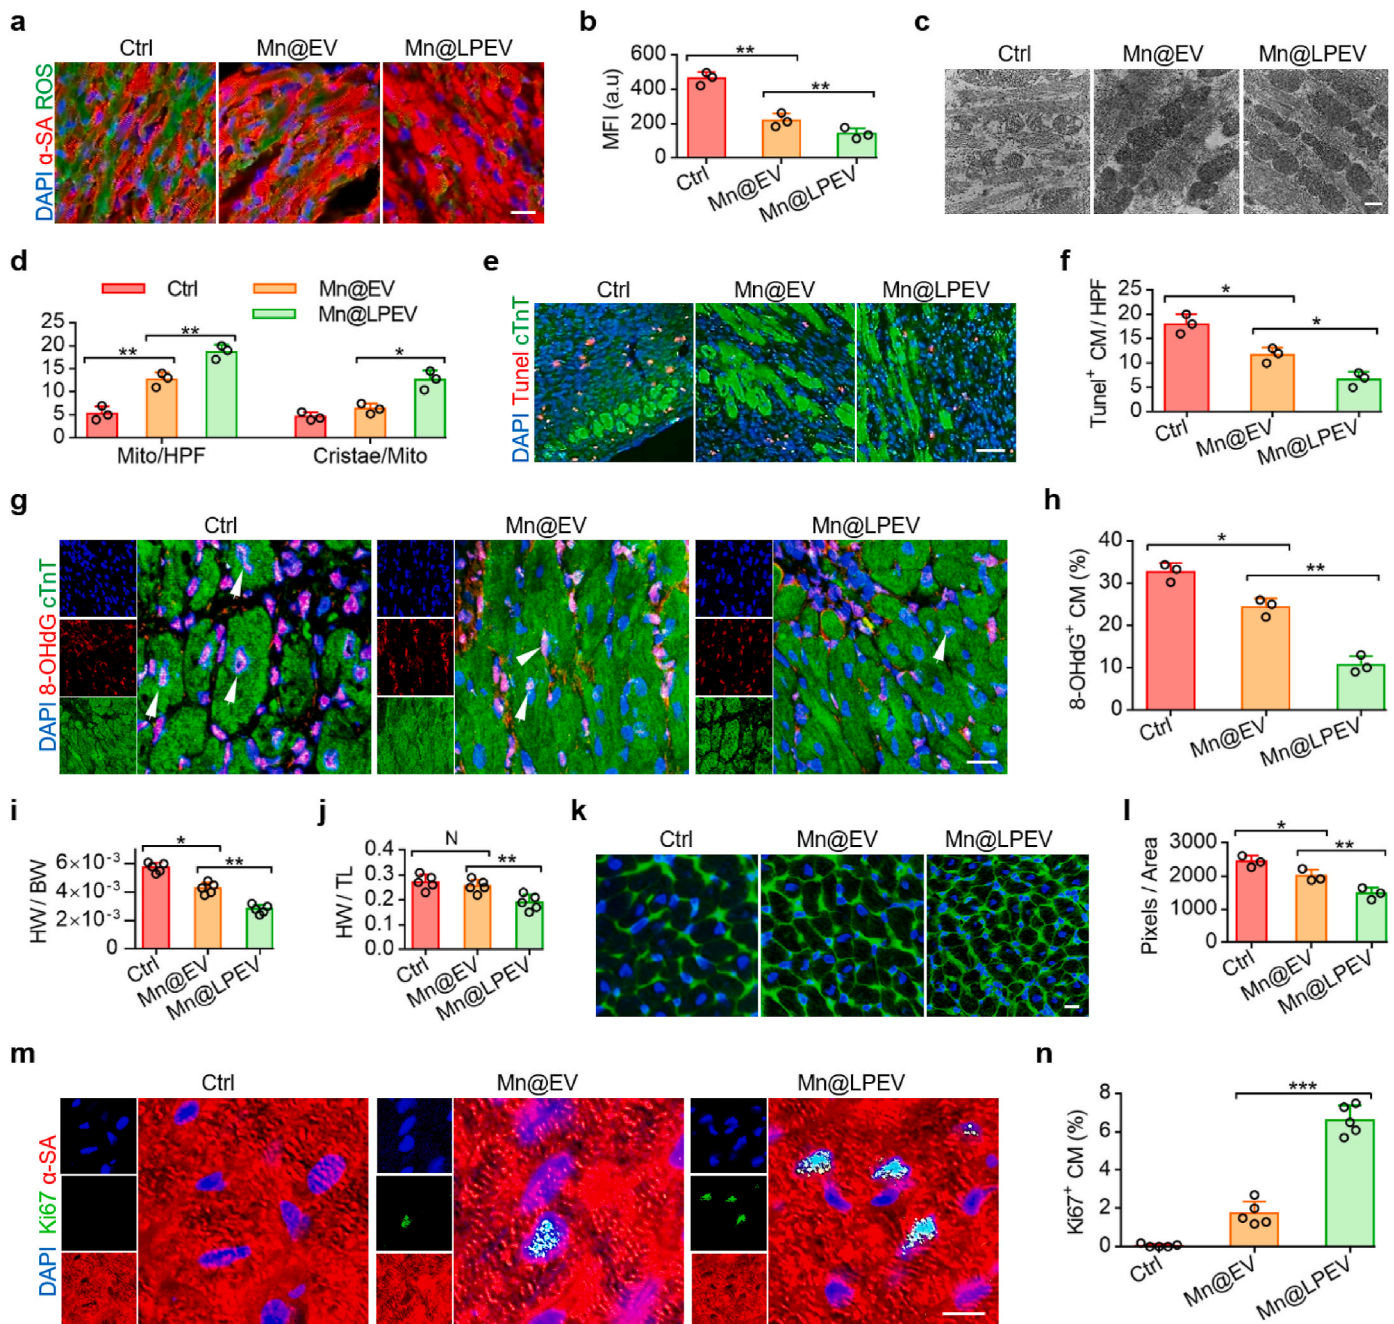 a
Ctrl Mn@EV Mn@LPEV
DAPI α-SA ROS
b
MFI (a.u)
600
400
200
0
** **
Ctrl Mn@EV Mn@LPEV
c
Ctrl Mn@EV Mn@LPEV
d
Ctrl Mn@EV
Mn@LPEV
25
20
15
10
5
0
** ** *
Mito/HPF Cristae/Mito
e
Ctrl Mn@EV Mn@LPEV
DAPI Tunel cTnT
f
Tunel⁺ CM / HPF
25
20
15
10
5
0
* *
Ctrl Mn@EV Mn@LPEV
g
Ctrl Mn@EV Mn@LPEV
DAPI 8-OHdG cTnT
h
8-OHdG⁺ CM (%)
40
30
20
10
0
* **
Ctrl Mn@EV Mn@LPEV
i
HW / BW
6×10⁻³
4×10⁻³
2×10⁻³
0
* **
Ctrl Mn@EV Mn@LPEV
j
HW / TL
0.4
0.3
0.2
0.1
0.0
N **
Ctrl Mn@EV Mn@LPEV
k
Ctrl Mn@EV Mn@LPEV
l
Pixels / Area
3000
2000
1000
0
* **
Ctrl Mn@EV Mn@LPEV
m
Ctrl Mn@EV Mn@LPEV
DAPI Ki67 α-SA
n
Ki67⁺ CM (%)
8
6
4
2
0
***
Ctrl Mn@EV Mn@LPEV